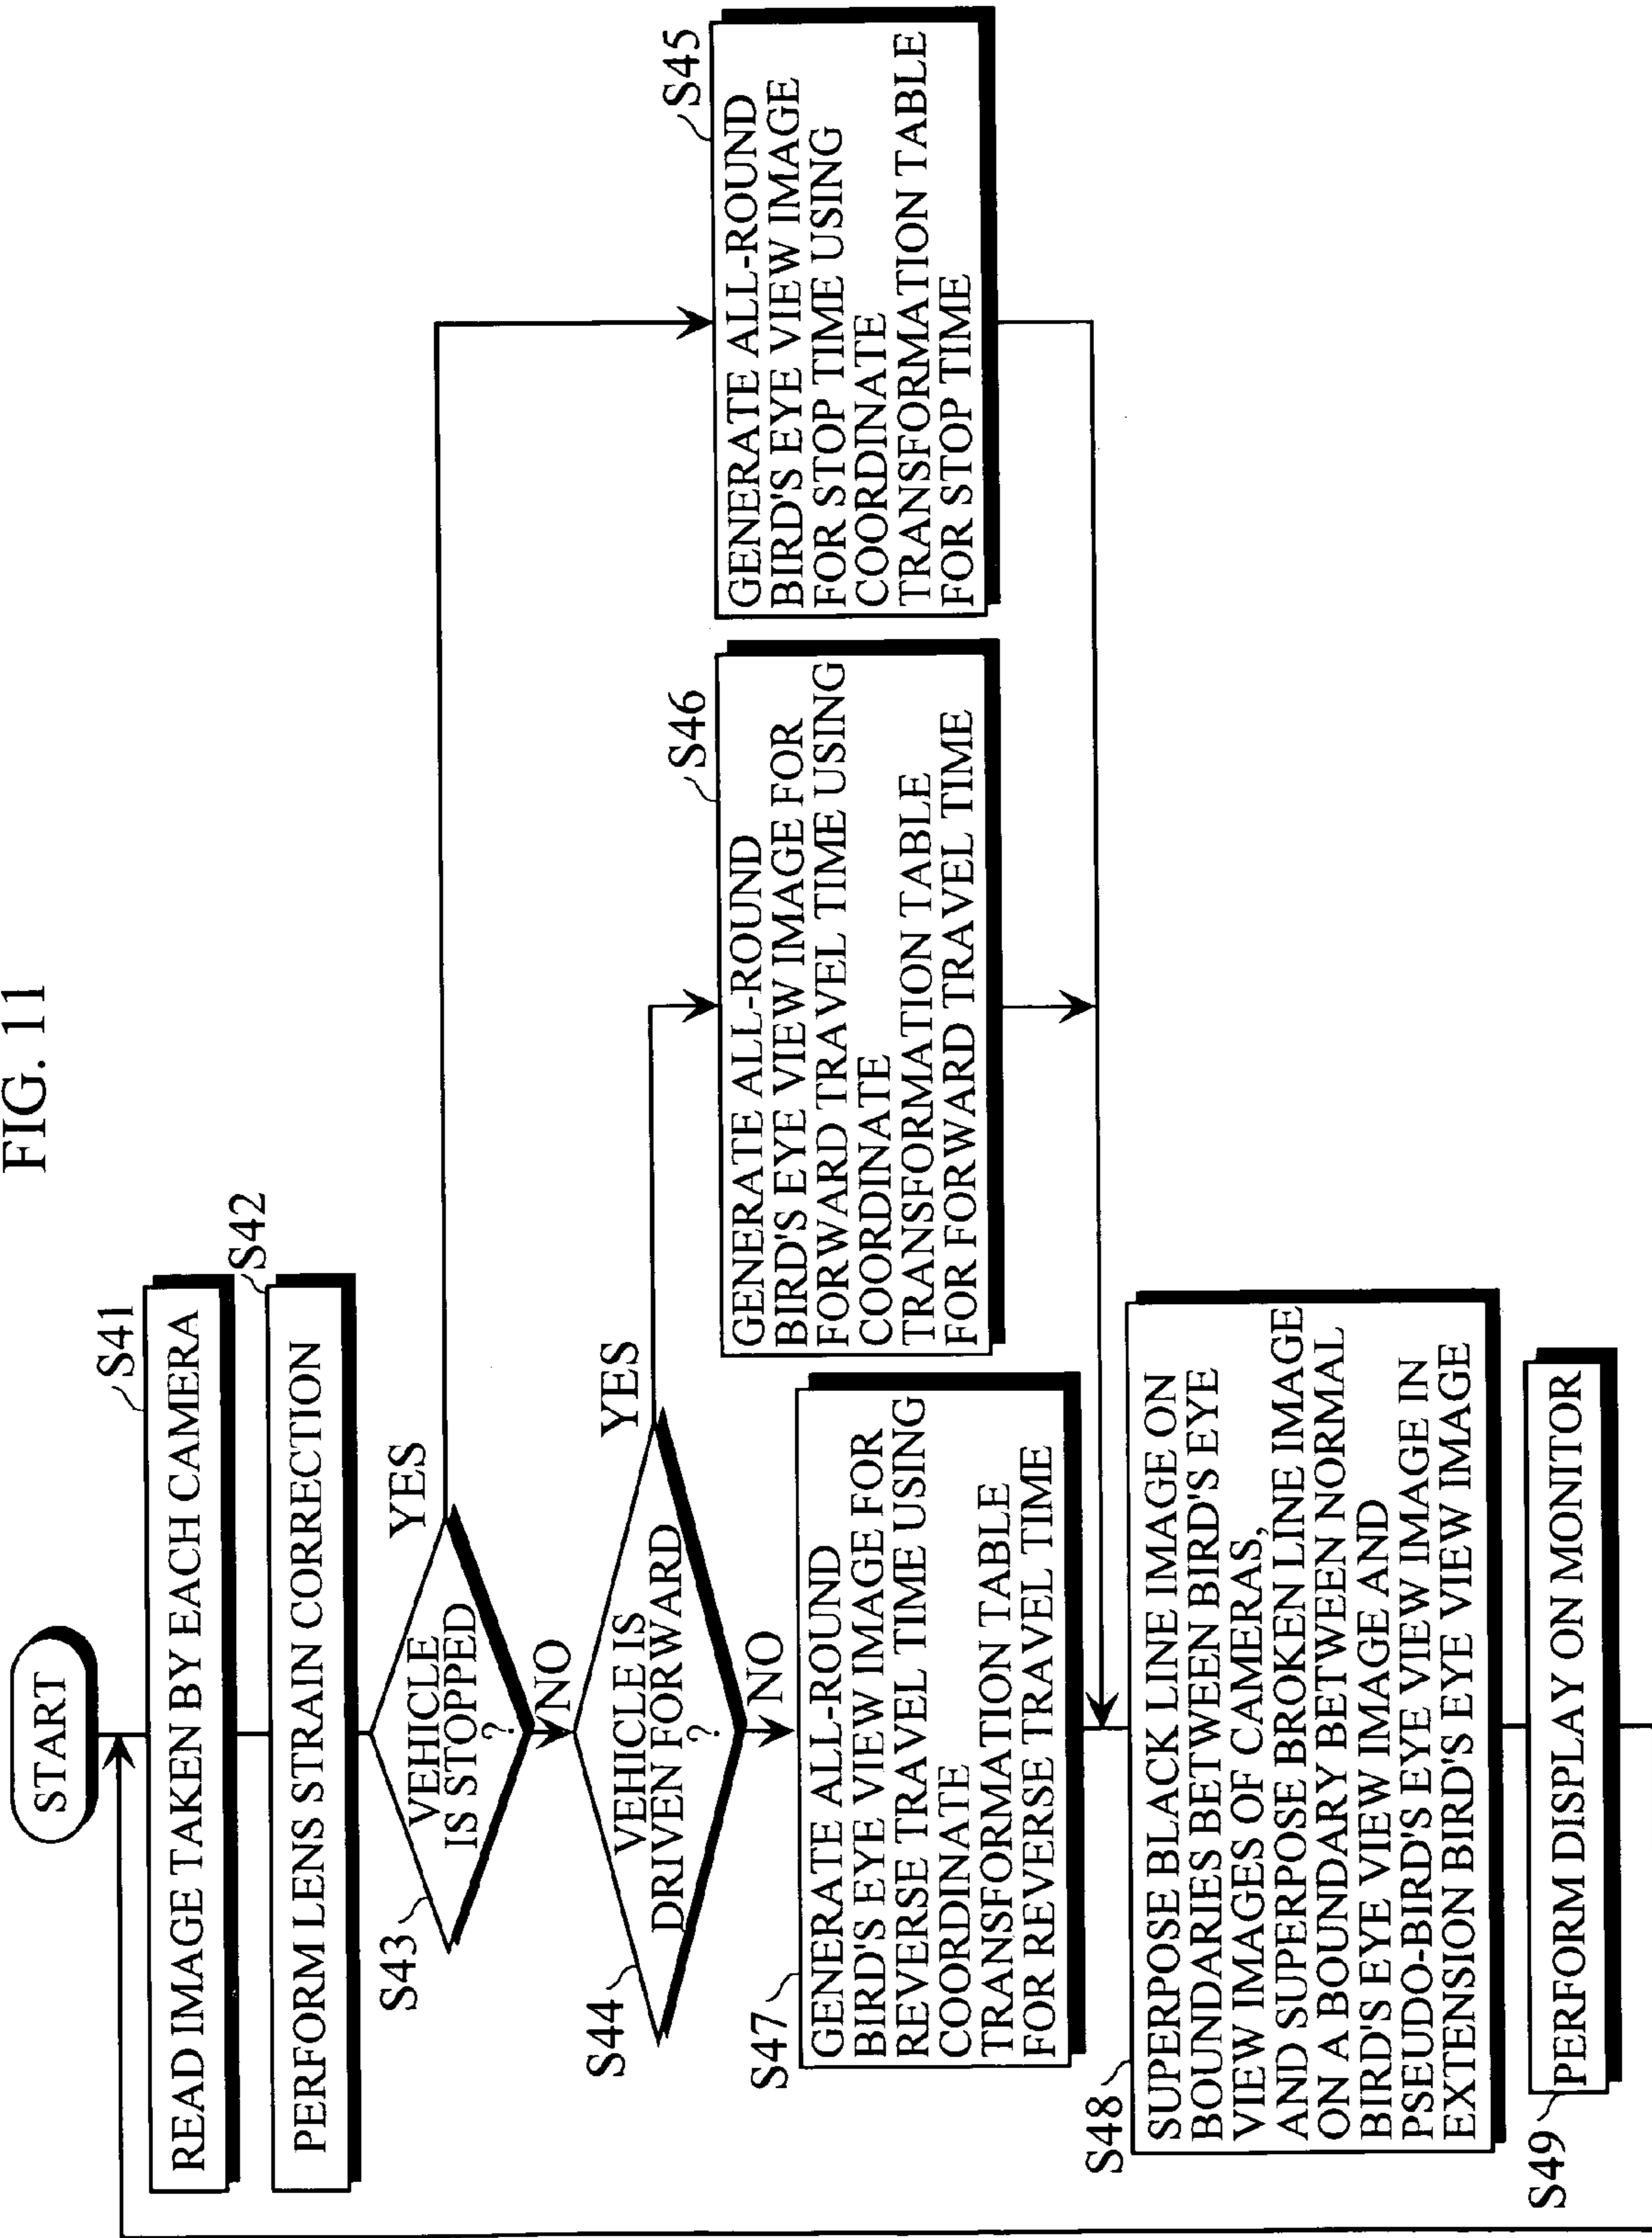 FIG. 11
START
S41
READ IMAGE TAKEN BY EACH CAMERA
S42
PERFORM LENS STRAIN CORRECTION
S43
VEHICLE
IS STOPPED
?
YES
NO
S44
VEHICLE IS
DRIVEN FORWARD
?
YES
NO
S45
GENERATE ALL-ROUND
BIRD'S EYE VIEW IMAGE
FOR STOP TIME USING
COORDINATE
TRANSFORMATION TABLE
FOR STOP TIME
S46
GENERATE ALL-ROUND
BIRD'S EYE VIEW IMAGE FOR
FORWARD TRAVEL TIME USING
COORDINATE
TRANSFORMATION TABLE
FOR FORWARD TRAVEL TIME
S47
GENERATE ALL-ROUND
BIRD'S EYE VIEW IMAGE FOR
REVERSE TRAVEL TIME USING
COORDINATE
TRANSFORMATION TABLE
FOR REVERSE TRAVEL TIME
S48
SUPERPOSE BLACK LINE IMAGE ON
BOUNDARIES BETWEEN BIRD'S EYE
VIEW IMAGES OF CAMERAS,
AND SUPERPOSE BROKEN LINE IMAGE
ON A BOUNDARY BETWEEN NORMAL
BIRD'S EYE VIEW IMAGE AND
PSEUDO-BIRD'S EYE VIEW IMAGE IN
EXTENSION BIRD'S EYE VIEW IMAGE
S49
PERFORM DISPLAY ON MONITOR